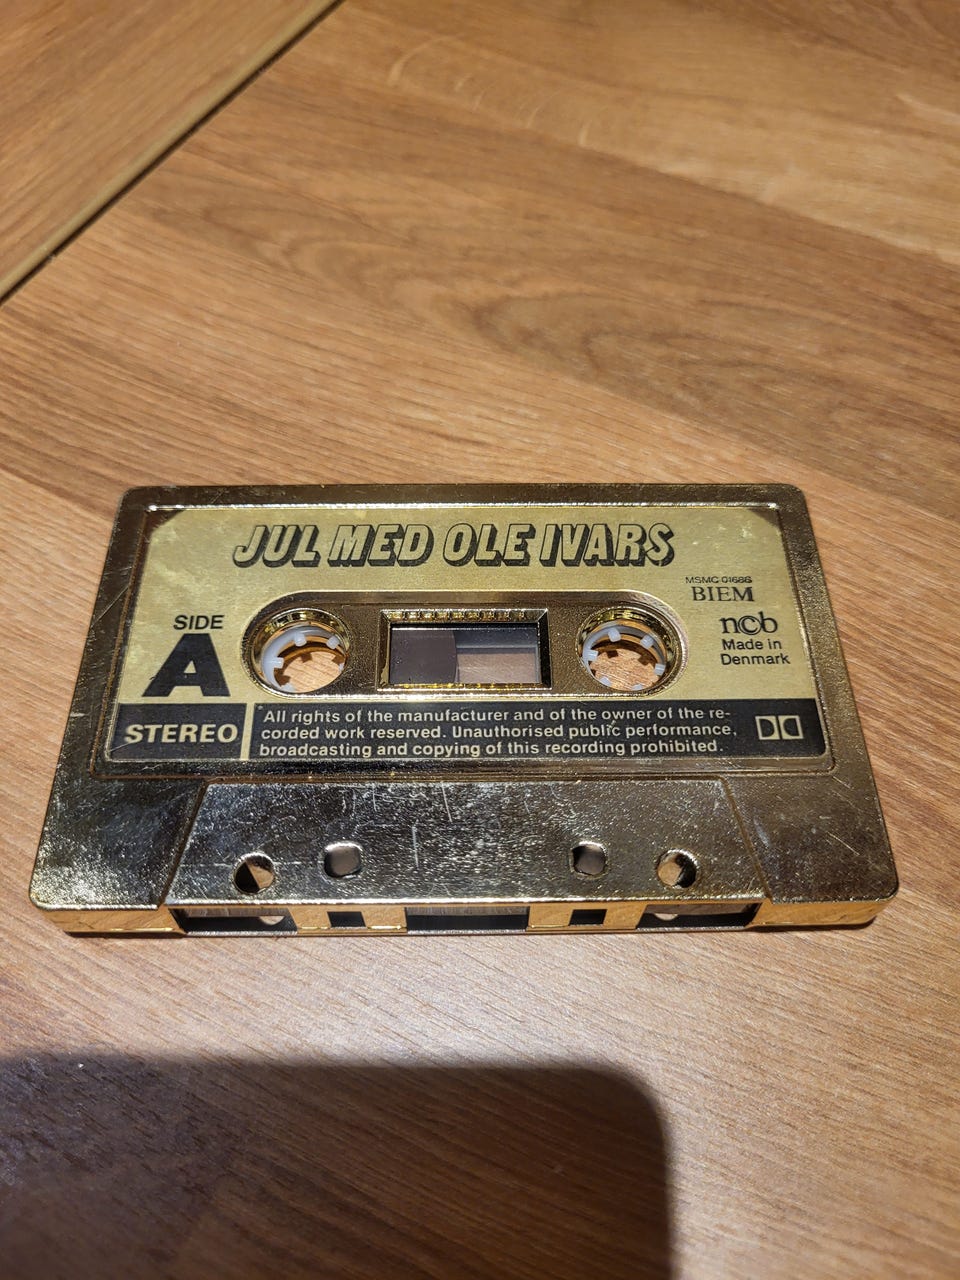 JUL MED OLE IVARS
MSMC 01686
BIEM
n©b
Made in
Denmark
SIDE
A
STEREO
All rights of the manufacturer and of the owner of the re-
corded work reserved. Unauthorised public performance,
broadcasting and copying of this recording prohibited.